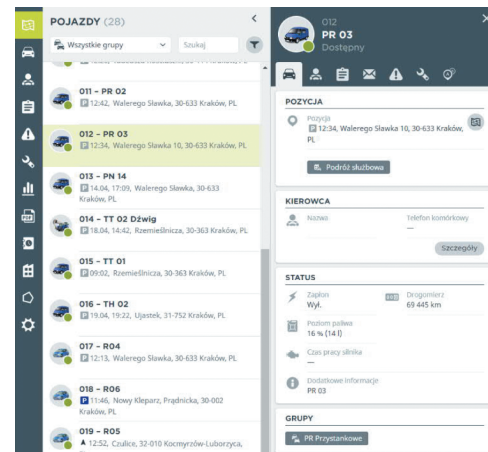 POJAZDY (28)
Wszystkie grupy
Szukaj
011 – PR 02
P 12:42, Walerego Sławka, 30-633 Kraków, PL
012 – PR 03
P 12:34, Walerego Sławka 10, 30-633 Kraków, PL
013 – PN 14
P 14.04, 17:09, Walerego Sławka, 30-633
Kraków, PL
014 – TT 02 Dźwig
P 18.04, 14:42, Rzemieślnicza, 30-363 Kraków, PL
015 – TT 01
P 09:02, Rzemieślnicza, 30-363 Kraków, PL
016 – TH 02
P 19.04, 19:22, Ujastek, 31-752 Kraków, PL
017 – R04
P 12:13, Walerego Sławka, 30-633 Kraków, PL
018 – R06
P 11:46, Nowy Kleparz, Prądnicka, 30-002
Kraków, PL
019 – R05
12:52, Czulice, 32-010 Kocmyrzów-Luborzyca,
012
PR 03
Dostępny
POZYCJA
Pozycja
P 12:34, Walerego Sławka 10, 30-633 Kraków,
PL
Podróż służbowa
KIEROWCA
Nazwa
Telefon komórkowy
—
Szczegóły
STATUS
Zapłon
Wył.
Drogomierz
69 445 km
Poziom paliwa
16 % (14 l)
Czas pracy silnika
—
Dodatkowe informacje
PR 03
GRUPY
PR Przystankowe